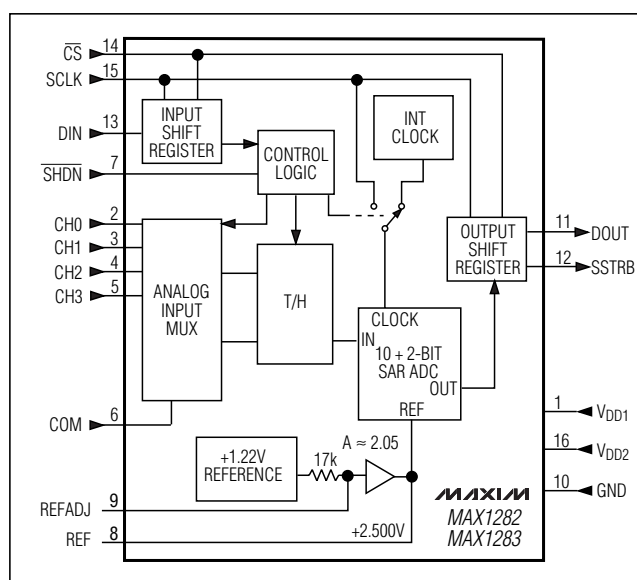 CS 14
SCLK 15
DIN 13
SHDN 7
CH0 2
CH1 3
CH2 4
CH3 5
COM 6
REFADJ 9
REF 8
INPUT
SHIFT
REGISTER
CONTROL
LOGIC
INT
CLOCK
ANALOG
INPUT
MUX
T/H
CLOCK
IN
10 + 2-BIT
SAR ADC
OUT
REF
OUTPUT
SHIFT
REGISTER
11 DOUT
12 SSTRB
+1.22V
REFERENCE
17k
A ≈ 2.05
+2.500V
1 VDD1
16 VDD2
10 GND
MAXIM
MAX1282
MAX1283